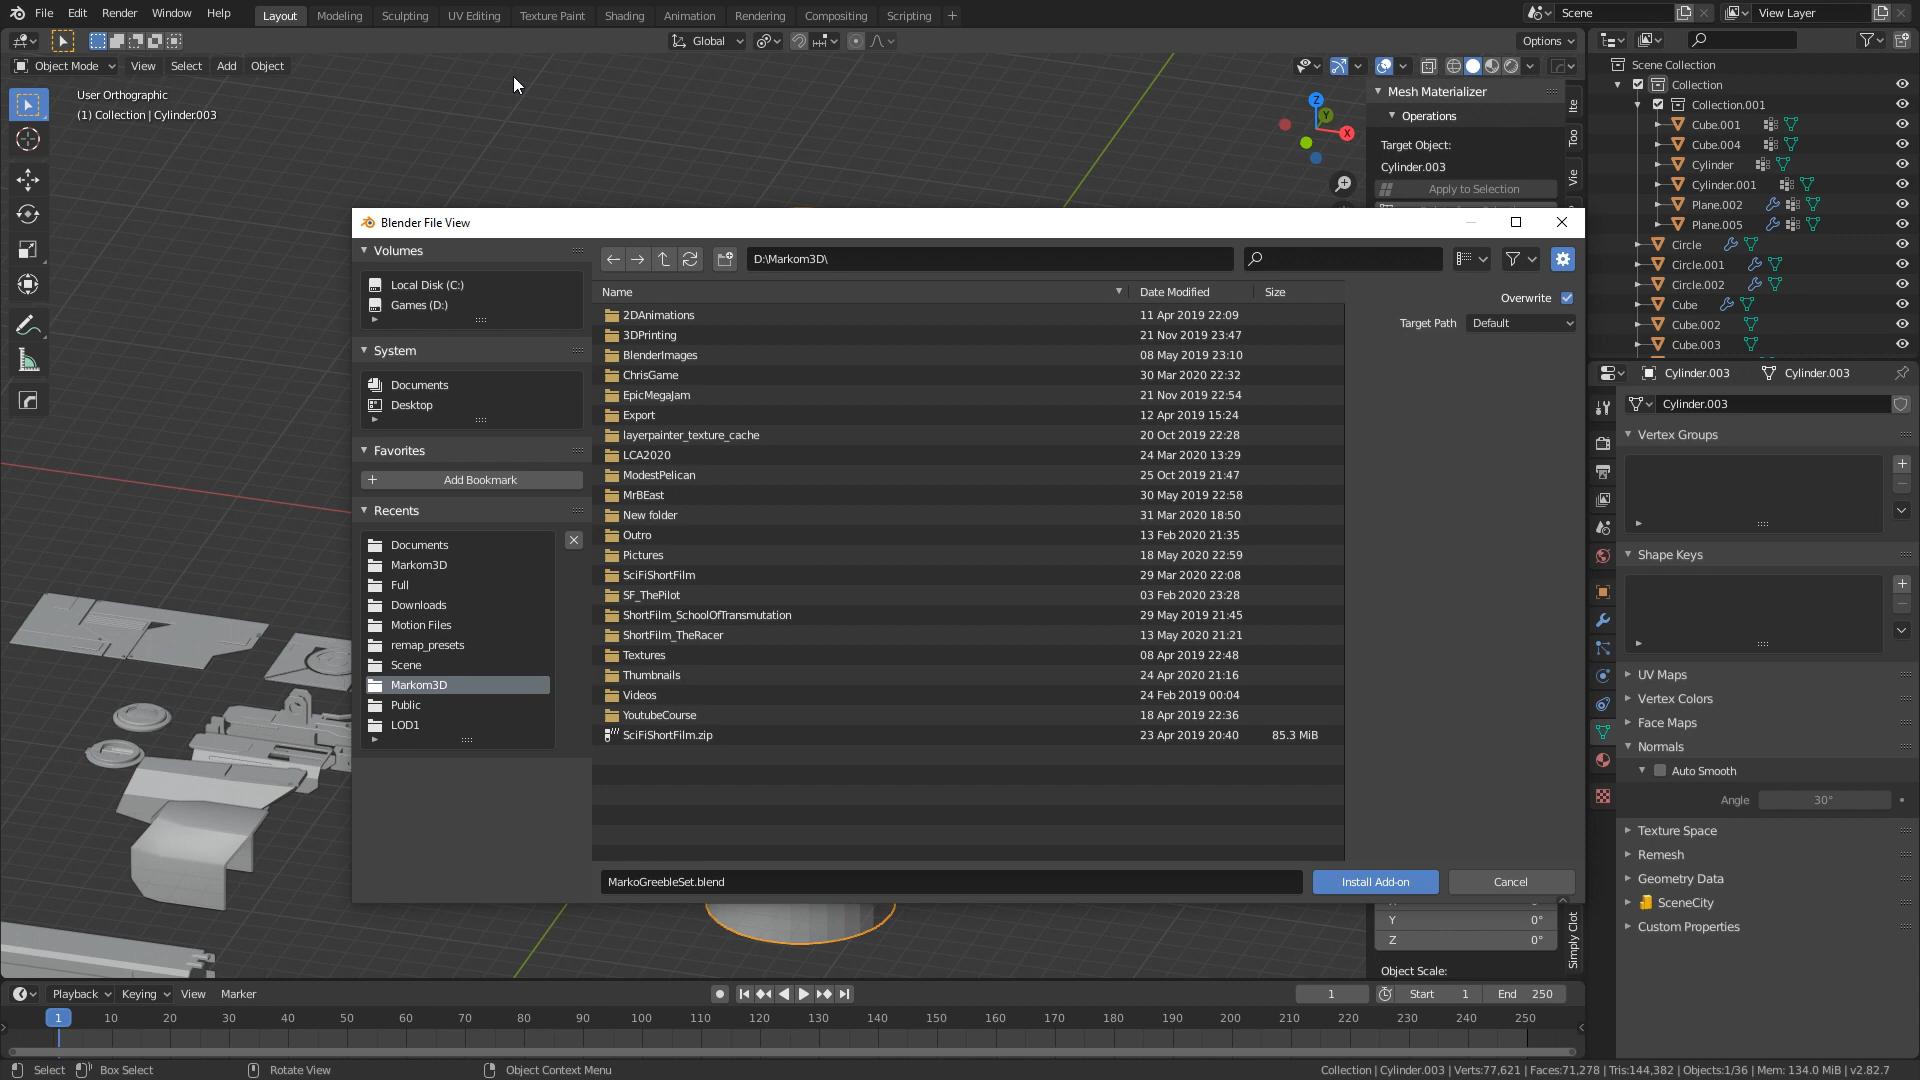 File Edit Render Window Help Layout Modeling Sculpting UV Editing Texture Paint Shading Animation Rendering Compositing Scripting + Scene View Layer
Global Options
Object Mode View Select Add Object
User Orthographic
(1) Collection | Cylinder.003
Z
Y
X
Mesh Materializer
Operations
Target Object:
Cylinder.003
Apply to Selection
Ite
Too
Vie
Scene Collection
Collection
Collection.001
Cube.001
Cube.004
Cylinder
Cylinder.001
Plane.002
Plane.005
Circle
Circle.001
Circle.002
Cube
Cube.002
Cube.003
Blender File View
Volumes
Local Disk (C:)
Games (D:)
System
Documents
Desktop
Favorites
Add Bookmark
Recents
Documents
Markom3D
Full
Downloads
Motion Files
remap_presets
Scene
Markom3D
Public
LOD1
D:\Markom3D\
Name Date Modified Size
2DAnimations 11 Apr 2019 22:09
3DPrinting 21 Nov 2019 23:47
BlenderImages 08 May 2019 23:10
ChrisGame 30 Mar 2020 22:32
EpicMegaJam 21 Nov 2019 22:54
Export 12 Apr 2019 15:24
layerpainter_texture_cache 20 Oct 2019 22:28
LCA2020 24 Mar 2020 13:29
ModestPelican 25 Oct 2019 21:47
MrBEast 30 May 2019 22:58
New folder 31 Mar 2020 18:50
Outro 13 Feb 2020 21:35
Pictures 18 May 2020 22:59
SciFiShortFilm 29 Mar 2020 22:08
SF_ThePilot 03 Feb 2020 23:28
ShortFilm_SchoolOfTransmutation 29 May 2019 21:45
ShortFilm_TheRacer 13 May 2020 21:21
Textures 08 Apr 2019 22:48
Thumbnails 24 Apr 2020 21:16
Videos 24 Feb 2019 00:04
YoutubeCourse 18 Apr 2019 22:36
SciFiShortFilm.zip 23 Apr 2019 20:40 85.3 MiB
Overwrite
Target Path Default
MarkoGreebleSet.blend Install Add-on Cancel
Y 0°
Z 0°
Object Scale:
Simply Clot
Cylinder.003 Cylinder.003
Cylinder.003
Vertex Groups
Shape Keys
UV Maps
Vertex Colors
Face Maps
Normals
Auto Smooth
Angle 30°
Texture Space
Remesh
Geometry Data
SceneCity
Custom Properties
Playback Keying View Marker 1 Start 1 End 250
1 10 20 30 40 50 60 70 80 90 100 110 120 130 140 150 160 170 180 190 200 210 220 230 240 250
Select Box Select Rotate View Object Context Menu Collection | Cylinder.003 | Verts:77,621 | Faces:71,278 | Tris:144,382 | Objects:1/36 | Mem: 134.0 MiB | v2.82.7